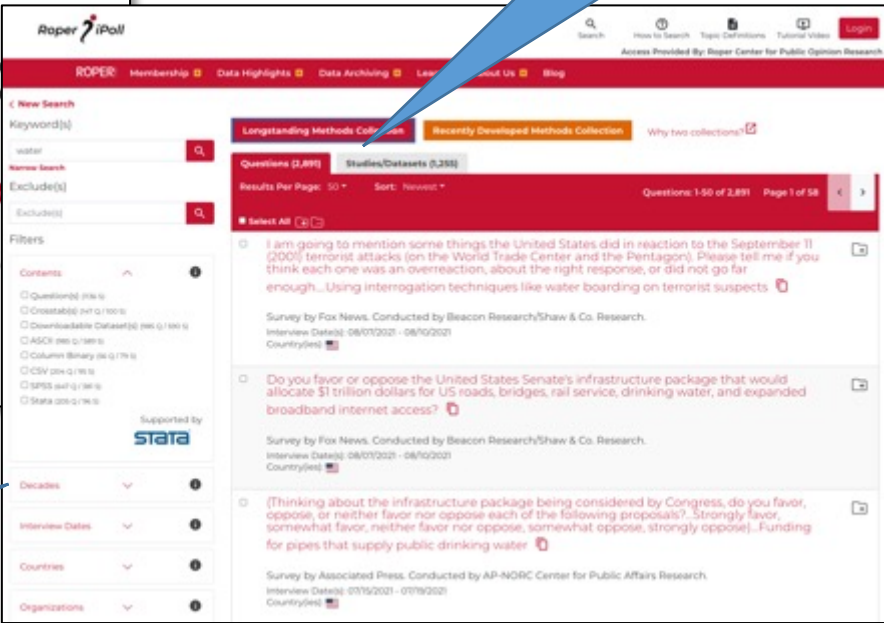 Roper iPoll
Search
How to Search
Topic Definitions
Tutorial Video
Login
Access Provided By: Roper Center for Public Opinion Research
ROPER
Membership
Data Highlights
Data Archiving
About Us
Blog
< New Search
Keyword(s)
water
Narrow Search
Exclude(s)
Exclude(s)
Filters
Contents
Question(s)
Crosstab(s)
Downloadable Dataset(s)
ASCII
Column Binary
CSV
SPSS
Stata
Supported by
STATA
Decades
Interview Dates
Countries
Organizations
Longstanding Methods Collection
Recently Developed Methods Collection
Why two collections?
Questions (2,891)
Studies/Datasets (1,255)
Results Per Page: 50
Sort: Newest
Questions: 1-50 of 2,891
Page 1 of 58
Select All
I am going to mention some things the United States did in reaction to the September 11
(2001) terrorist attacks (on the World Trade Center and the Pentagon). Please tell me if you
think each one was an overreaction, about the right response, or did not go far
enough...Using interrogation techniques like water boarding on terrorist suspects
Survey by Fox News. Conducted by Beacon Research/Shaw & Co. Research.
Interview Date(s): 08/07/2021 - 08/10/2021
Country(ies):
Do you favor or oppose the United States Senate's infrastructure package that would
allocate $1 trillion dollars for US roads, bridges, rail service, drinking water, and expanded
broadband internet access?
Survey by Fox News. Conducted by Beacon Research/Shaw & Co. Research.
Interview Date(s): 08/07/2021 - 08/10/2021
Country(ies):
(Thinking about the infrastructure package being considered by Congress, do you favor,
oppose, or neither favor nor oppose each of the following proposals?...Strongly favor,
somewhat favor, neither favor nor oppose, somewhat oppose, strongly oppose)...Funding
for pipes that supply public drinking water
Survey by Associated Press. Conducted by AP-NORC Center for Public Affairs Research.
Interview Date(s): 07/15/2021 - 07/19/2021
Country(ies):